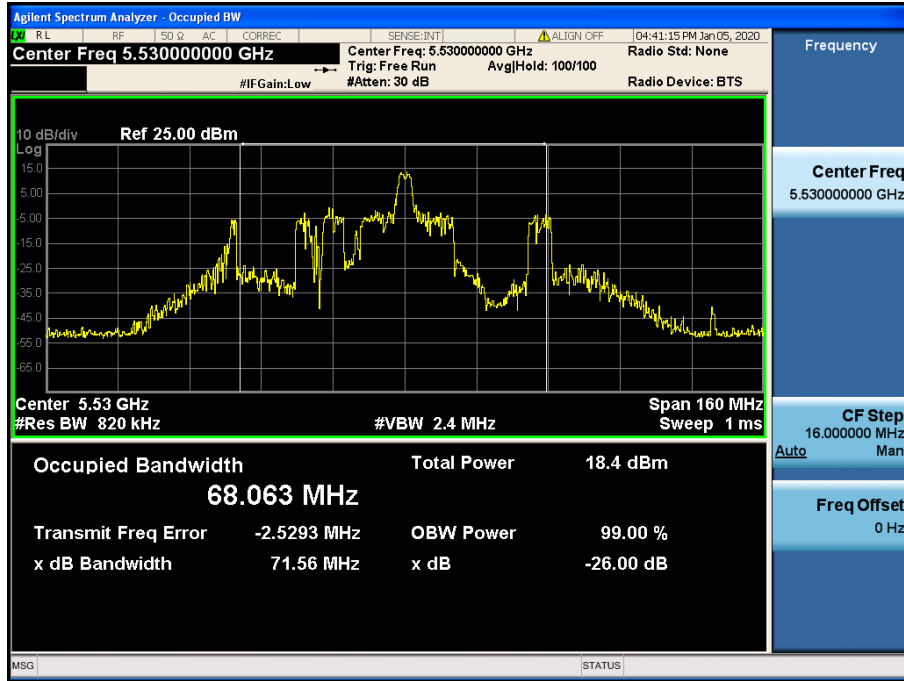 Agilent Spectrum Analyzer - Occupied BW
LXI RL RF 50 Ω AC CORREC SENSE:INT ALIGN OFF 04:41:15 PM Jan 05, 2020
Center Freq 5.530000000 GHz
Center Freq: 5.530000000 GHz
Radio Std: None
Trig: Free Run Avg|Hold: 100/100
#IFGain:Low #Atten: 30 dB
Radio Device: BTS
Frequency
10 dB/div Ref 25.00 dBm
Log
15.0
5.00
-5.00
-15.0
-25.0
-35.0
-45.0
-55.0
-65.0
Center 5.53 GHz Span 160 MHz
#Res BW 820 kHz #VBW 2.4 MHz Sweep 1 ms
Occupied Bandwidth Total Power 18.4 dBm
68.063 MHz
Transmit Freq Error -2.5293 MHz OBW Power 99.00 %
x dB Bandwidth 71.56 MHz x dB -26.00 dB
Center Freq
5.530000000 GHz
CF Step
16.000000 MHz
Auto Man
Freq Offset
0 Hz
MSG STATUS